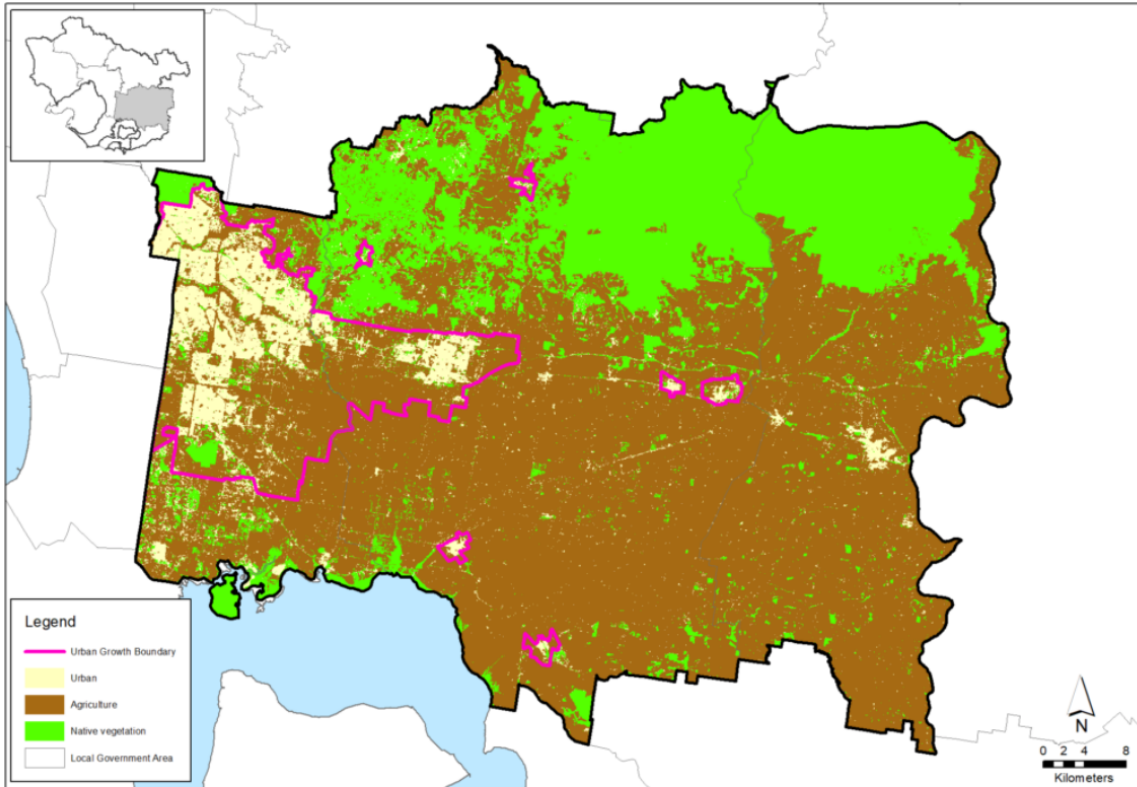 Legend
Urban Growth Boundary
Urban
Agriculture
Native vegetation
Local Government Area
N
0 2 4 8
Kilometers